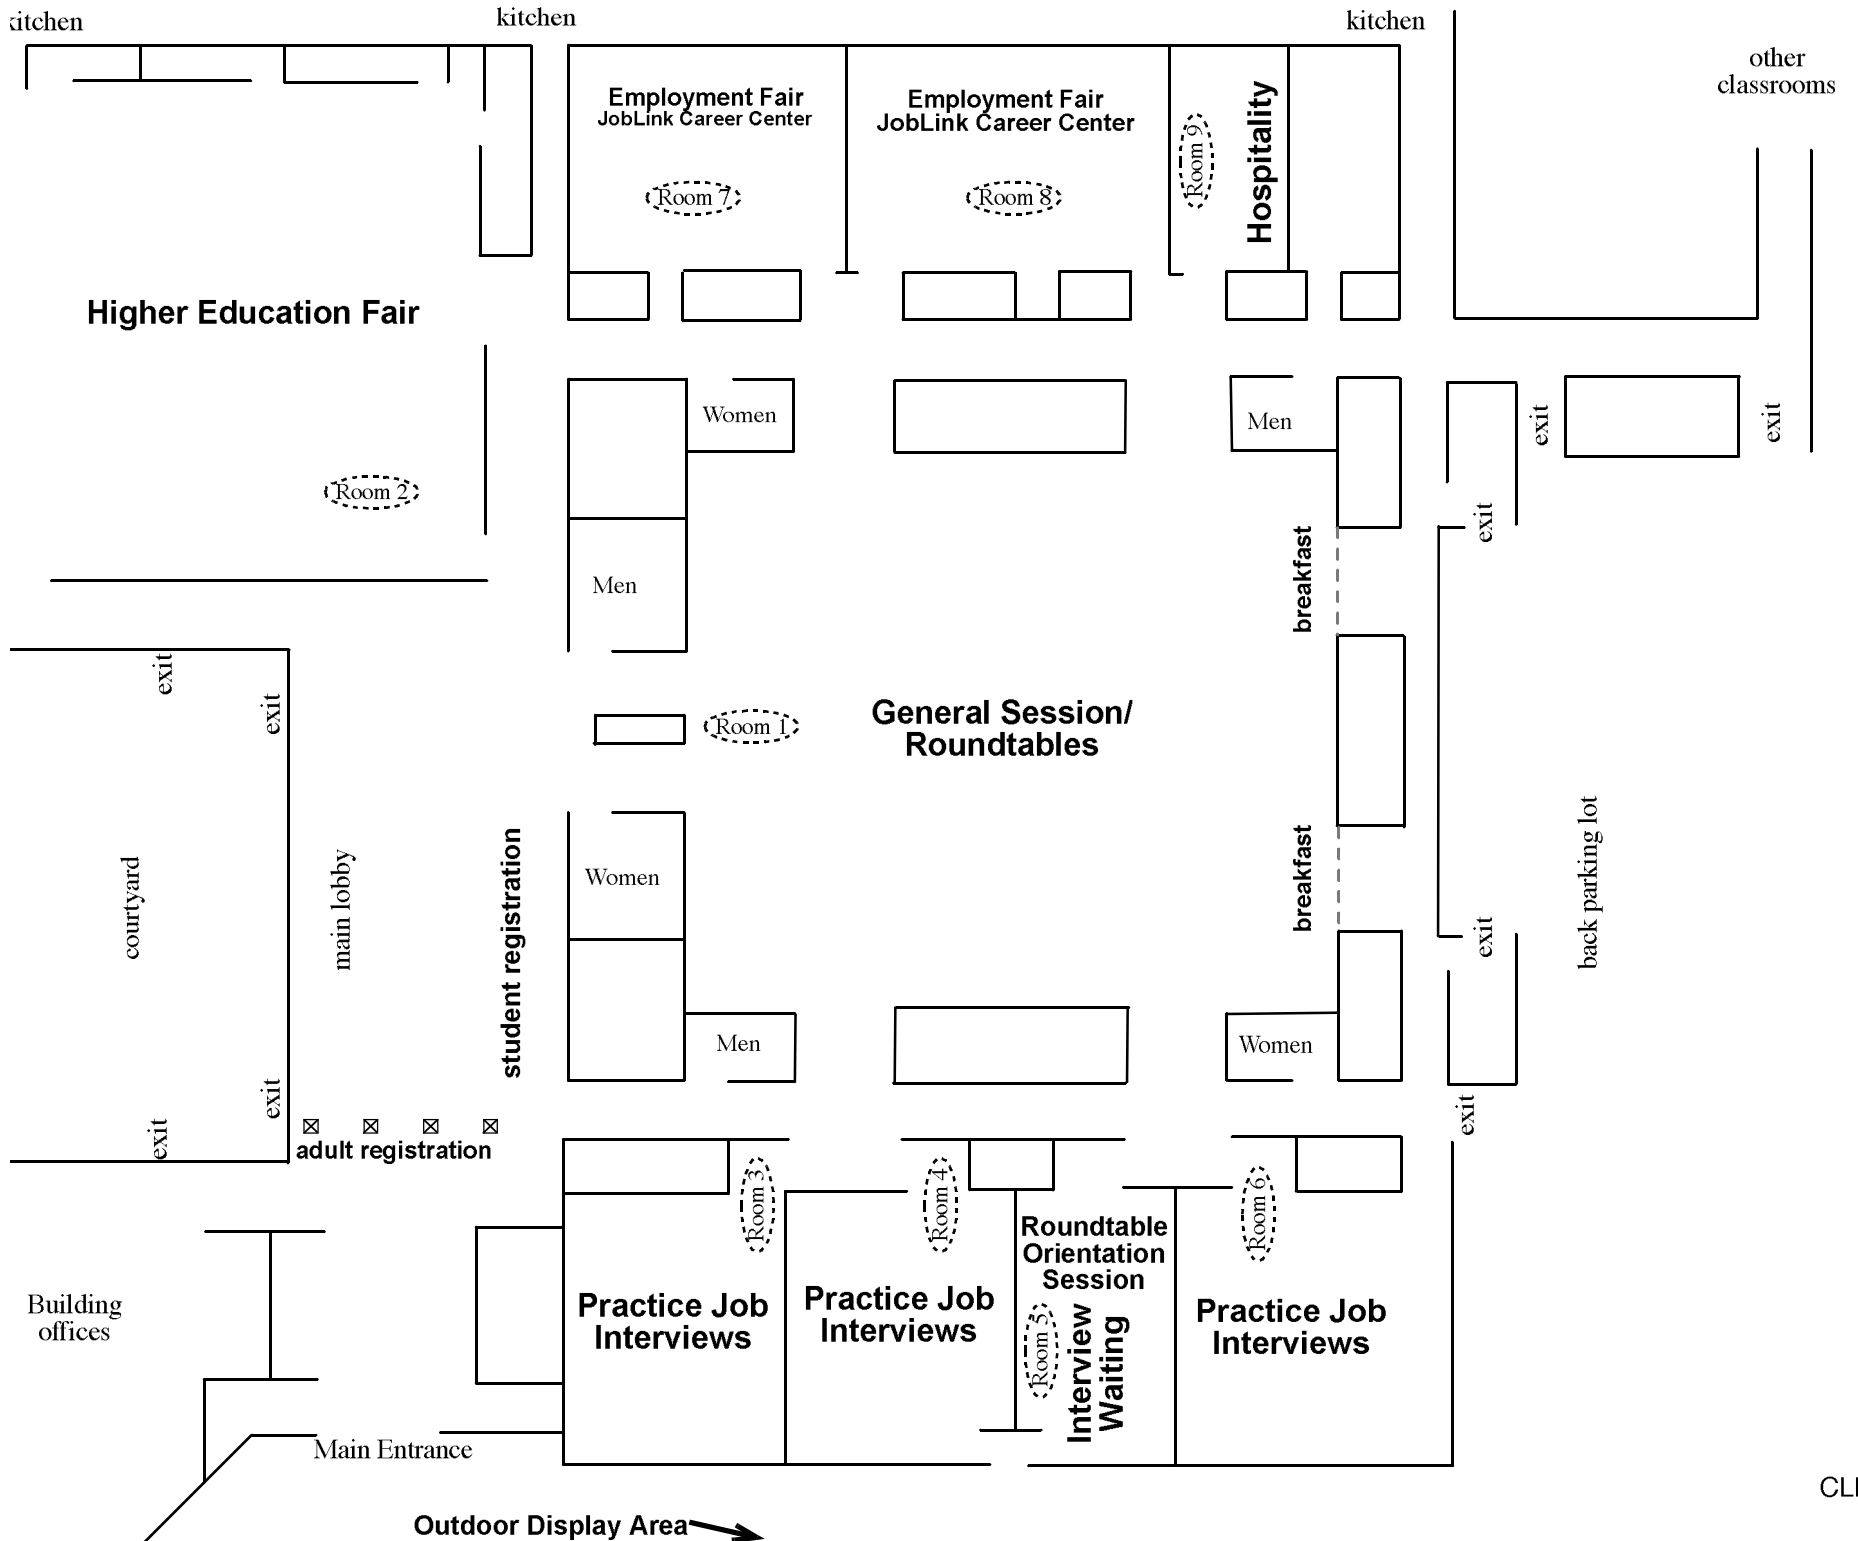 kitchen
kitchen
kitchen
other
classrooms
Employment Fair
JobLink Career Center
Employment Fair
JobLink Career Center
Room 7
Room 8
Room 9
Hospitality
Higher Education Fair
Women
Men
exit
exit
Room 2
exit
Men
breakfast
exit
exit
Room 1
General Session/
Roundtables
courtyard
main lobby
student registration
Women
breakfast
exit
back parking lot
Men
Women
exit
exit
exit
adult registration
Room 3
Room 4
Room 6
Roundtable
Orientation
Session
Building
offices
Practice Job
Interviews
Practice Job
Interviews
Room 5
Interview
Waiting
Practice Job
Interviews
Main Entrance
Outdoor Display Area